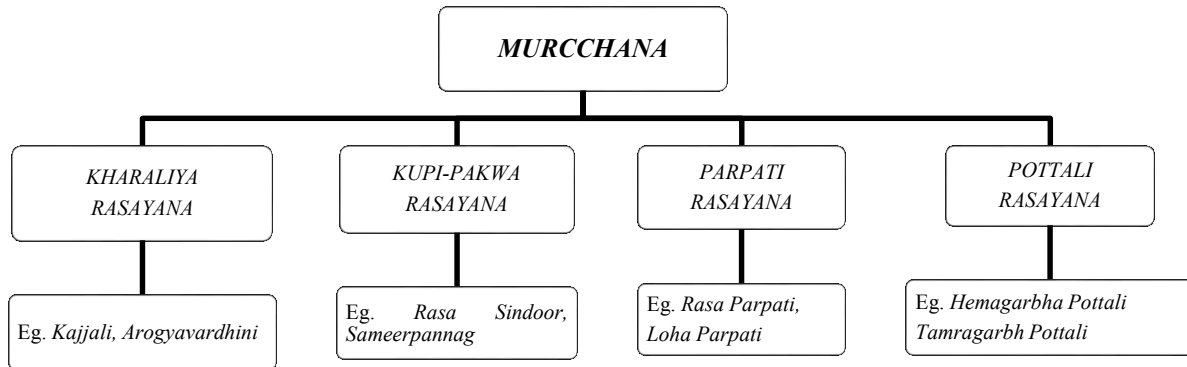 MURCCHANA
KHARALIYA
RASAYANA
KUPI-PAKWA
RASAYANA
PARPATI
RASAYANA
POTTALI
RASAYANA
Eg. Kajjali, Arogyavardhini
Eg. Rasa Sindoor,
Sameerpannag
Eg. Rasa Parpati,
Loha Parpati
Eg. Hemagarbha Pottali
Tamragarbh Pottali